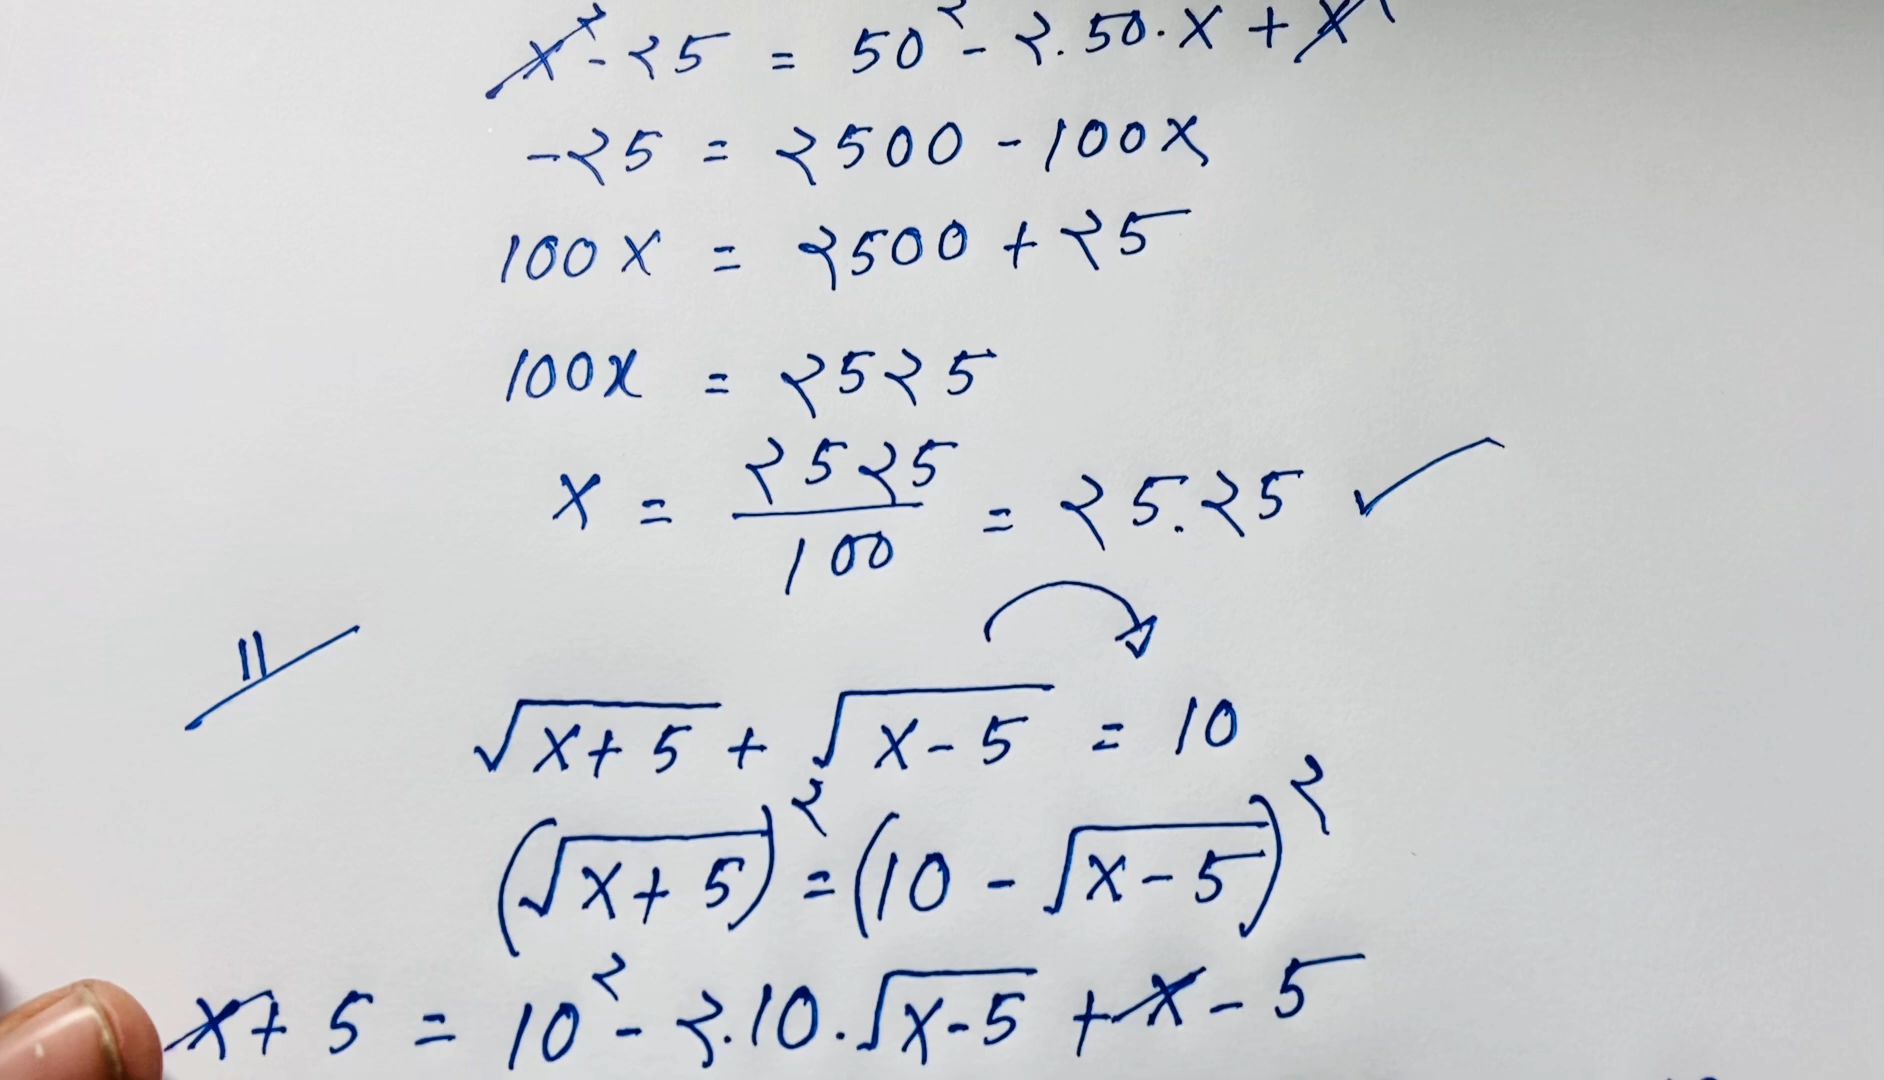 x² - 25 = 50² - 2.50.x + x²
-25 = 2500 - 100x
100x = 2500 + 25
100x = 2525
x = 2525/100 = 25.25 ✓
11
√(x+5) + √(x-5) = 10
(√(x+5))² = (10 - √(x-5))²
x + 5 = 10² - 2.10.√(x-5) + x - 5